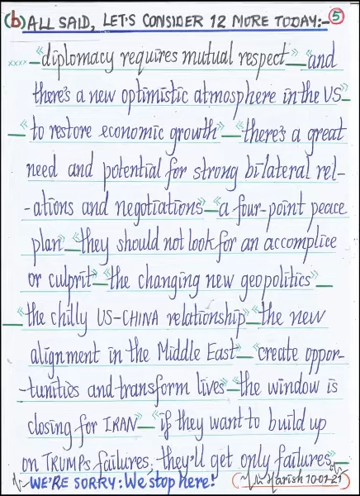 (b) ALL SAID, LET'S CONSIDER 12 MORE TODAY:- (5)
xxxx — "diplomacy requires mutual respect" — "and
there's a new optimistic atmosphere in the US" —
— "to restore economic growth" — "there's a great
need and potential for strong bilateral rel-
-ations and negotiations" — "a four-point peace
plan" — "they should not look for an accomplice
or culprit" — "the changing new geopolitics" —
— "the chilly US-CHINA relationship" — "the new
alignment in the Middle East" — "create oppor-
-tunities and transform lives" — "the window is
closing for IRAN" — "if they want to build up
on TRUMP's failures, they'll get only failures" —
WE'RE SORRY: We stop here!